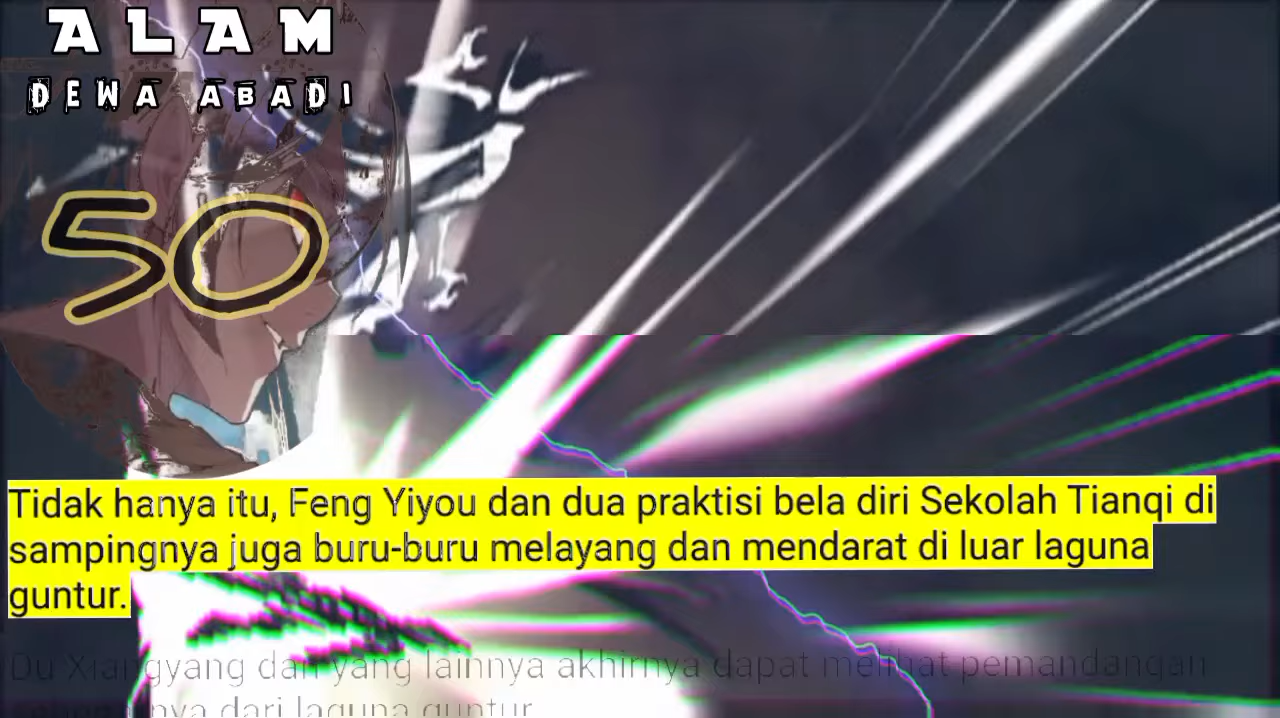 ALAM
DEWA ABADI
50
Tidak hanya itu, Feng Yiyou dan dua praktisi bela diri Sekolah Tianqi di
sampingnya juga buru-buru melayang dan mendarat di luar laguna
guntur.
Du Xiangyang dan yang lainnya akhirnya dapat melihat pemandangan
dari laguna guntur